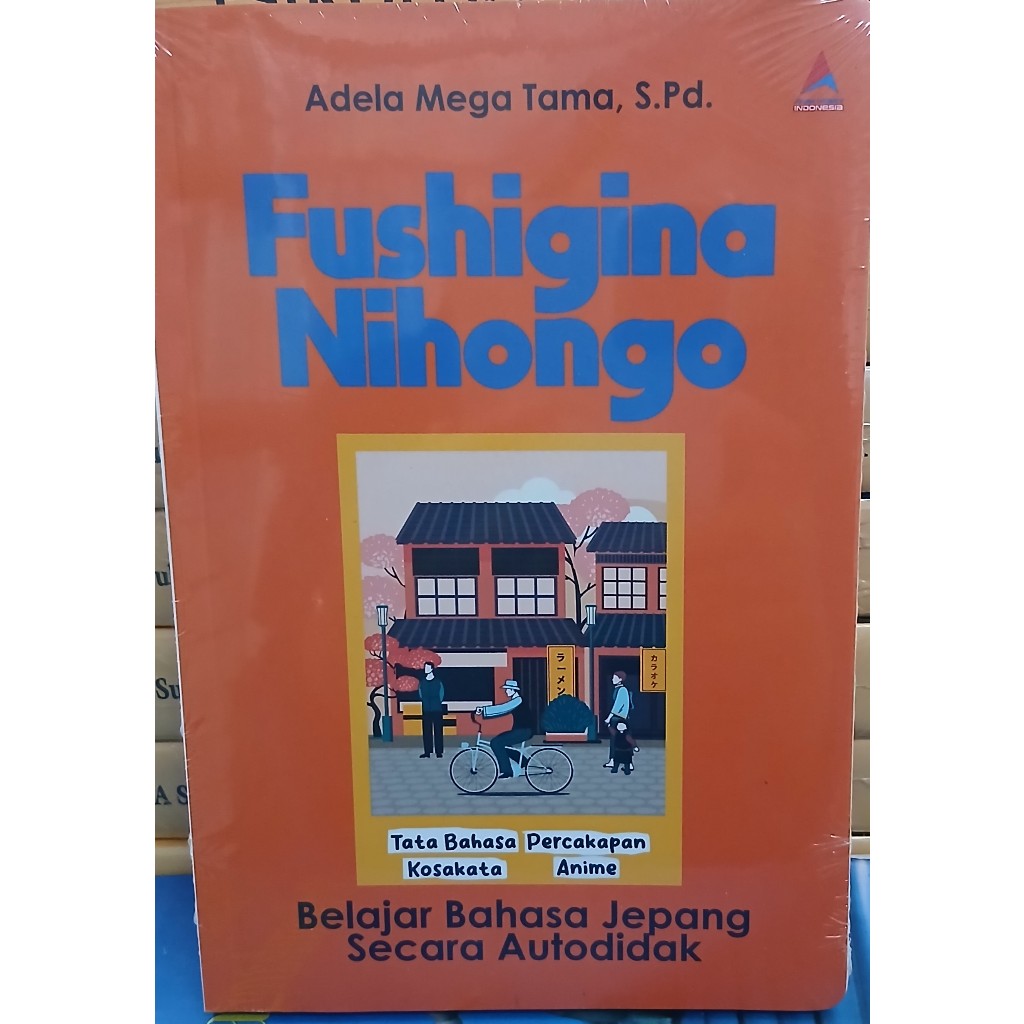 Adela Mega Tama, S.Pd.
INDONESIA
Fushigina
Nihongo
ラーメン
カラオケ
Tata Bahasa Percakapan
Kosakata Anime
Belajar Bahasa Jepang
Secara Autodidak
Su
A S